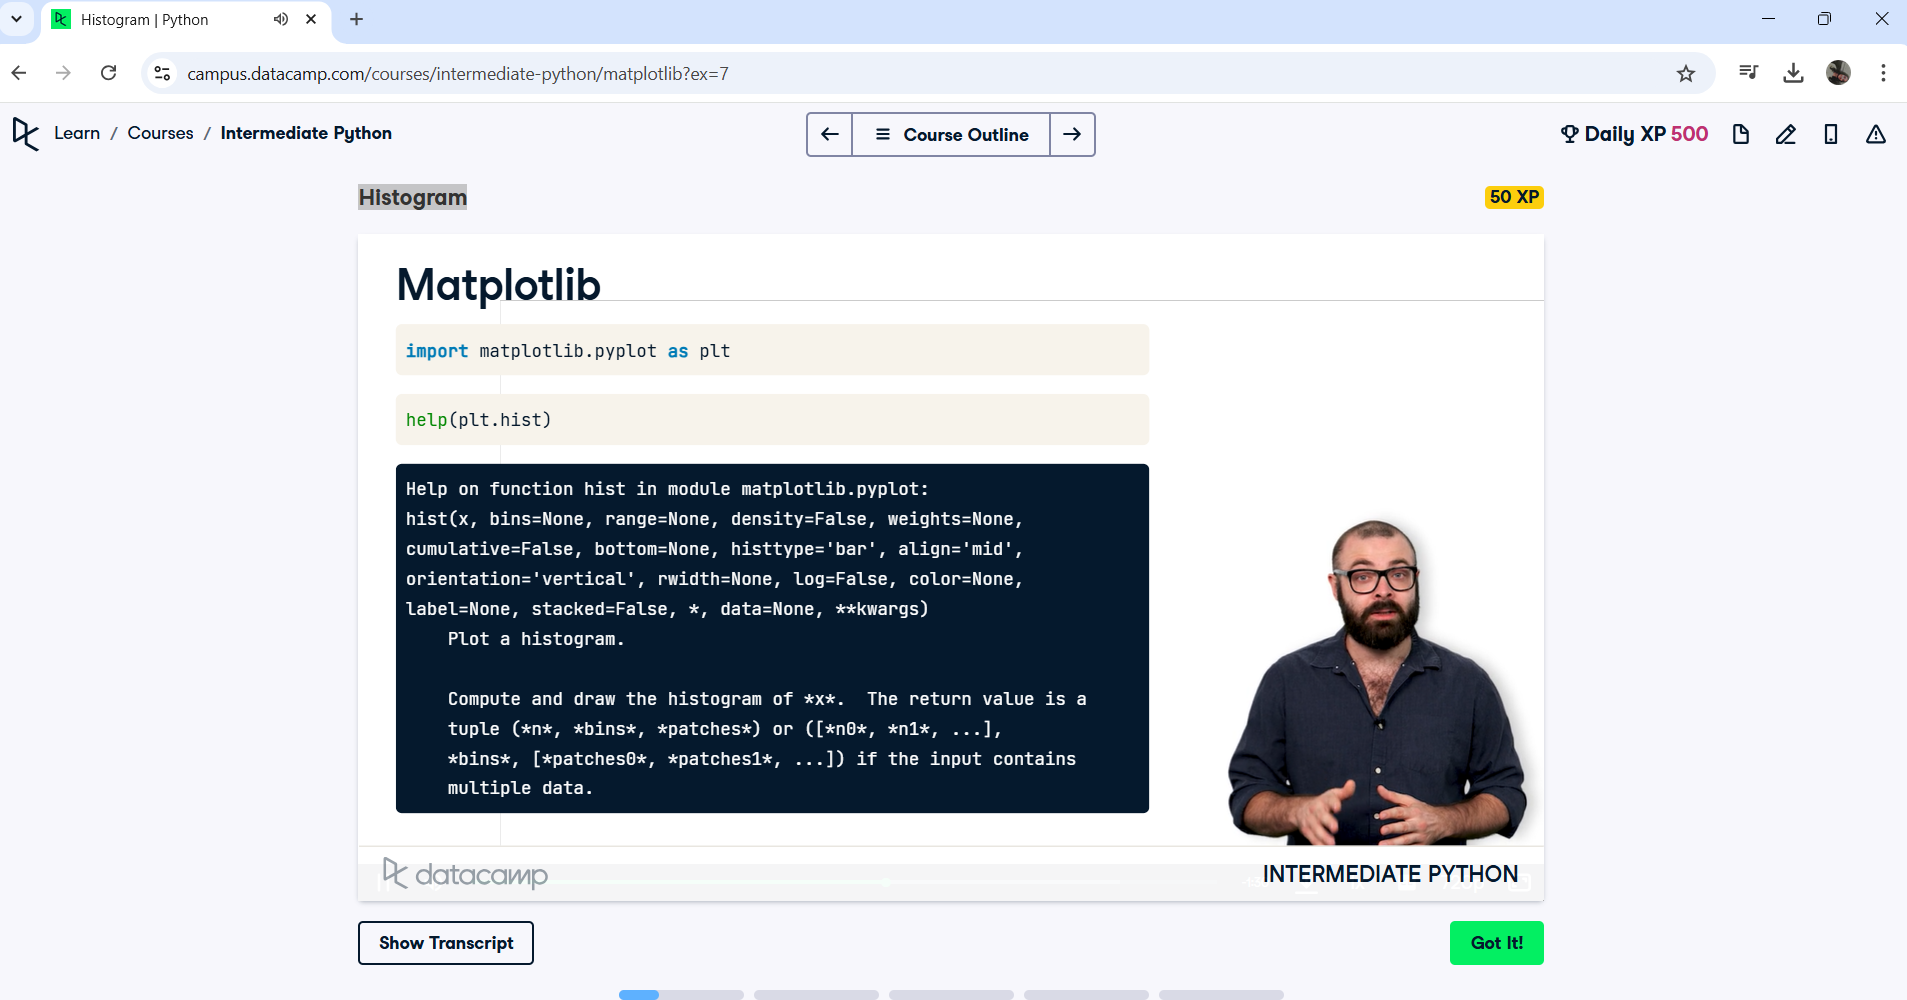 Histogram | Python
campus.datacamp.com/courses/intermediate-python/matplotlib?ex=7
Learn / Courses / Intermediate Python
Course Outline
Daily XP 500
Histogram
50 XP
Matplotlib
import matplotlib.pyplot as plt
help(plt.hist)
Help on function hist in module matplotlib.pyplot:
hist(x, bins=None, range=None, density=False, weights=None,
cumulative=False, bottom=None, histtype='bar', align='mid',
orientation='vertical', rwidth=None, log=False, color=None,
label=None, stacked=False, *, data=None, **kwargs)
Plot a histogram.
Compute and draw the histogram of *x*.  The return value is a
tuple (*n*, *bins*, *patches*) or ([*n0*, *n1*, ...],
*bins*, [*patches0*, *patches1*, ...]) if the input contains
multiple data.
datacamp
INTERMEDIATE PYTHON
Show Transcript
Got It!